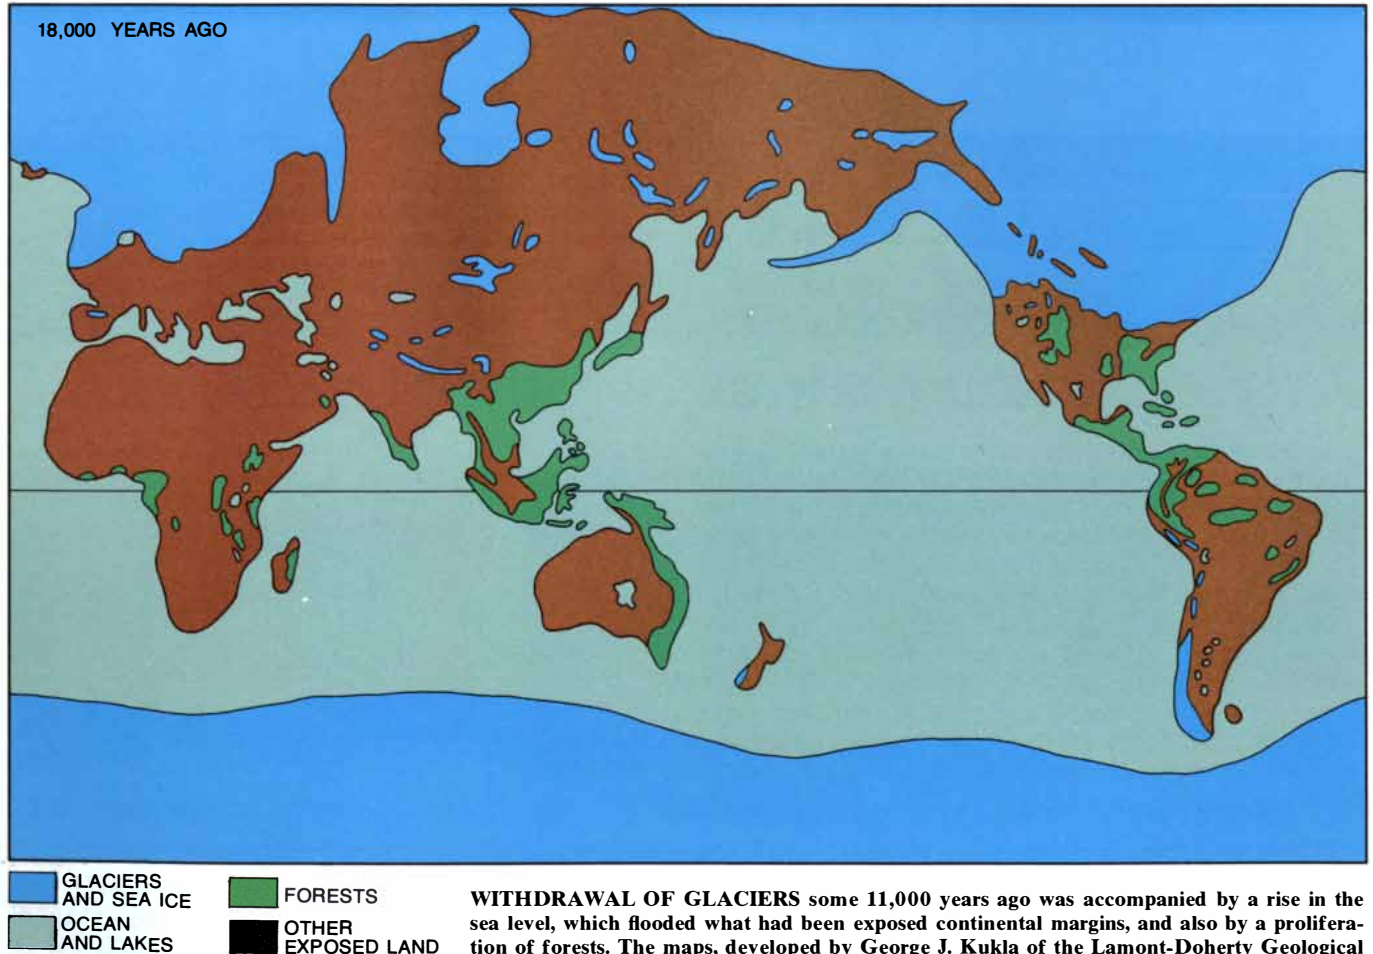 18,000 YEARS AGO
GLACIERS
AND SEA ICE
OCEAN
AND LAKES
FORESTS
OTHER
EXPOSED LAND
WITHDRAWAL OF GLACIERS some 11,000 years ago was accompanied by a rise in the
sea level, which flooded what had been exposed continental margins, and also by a prolifera-
tion of forests. The maps, developed by George J. Kukla of the Lamont-Doherty Geological